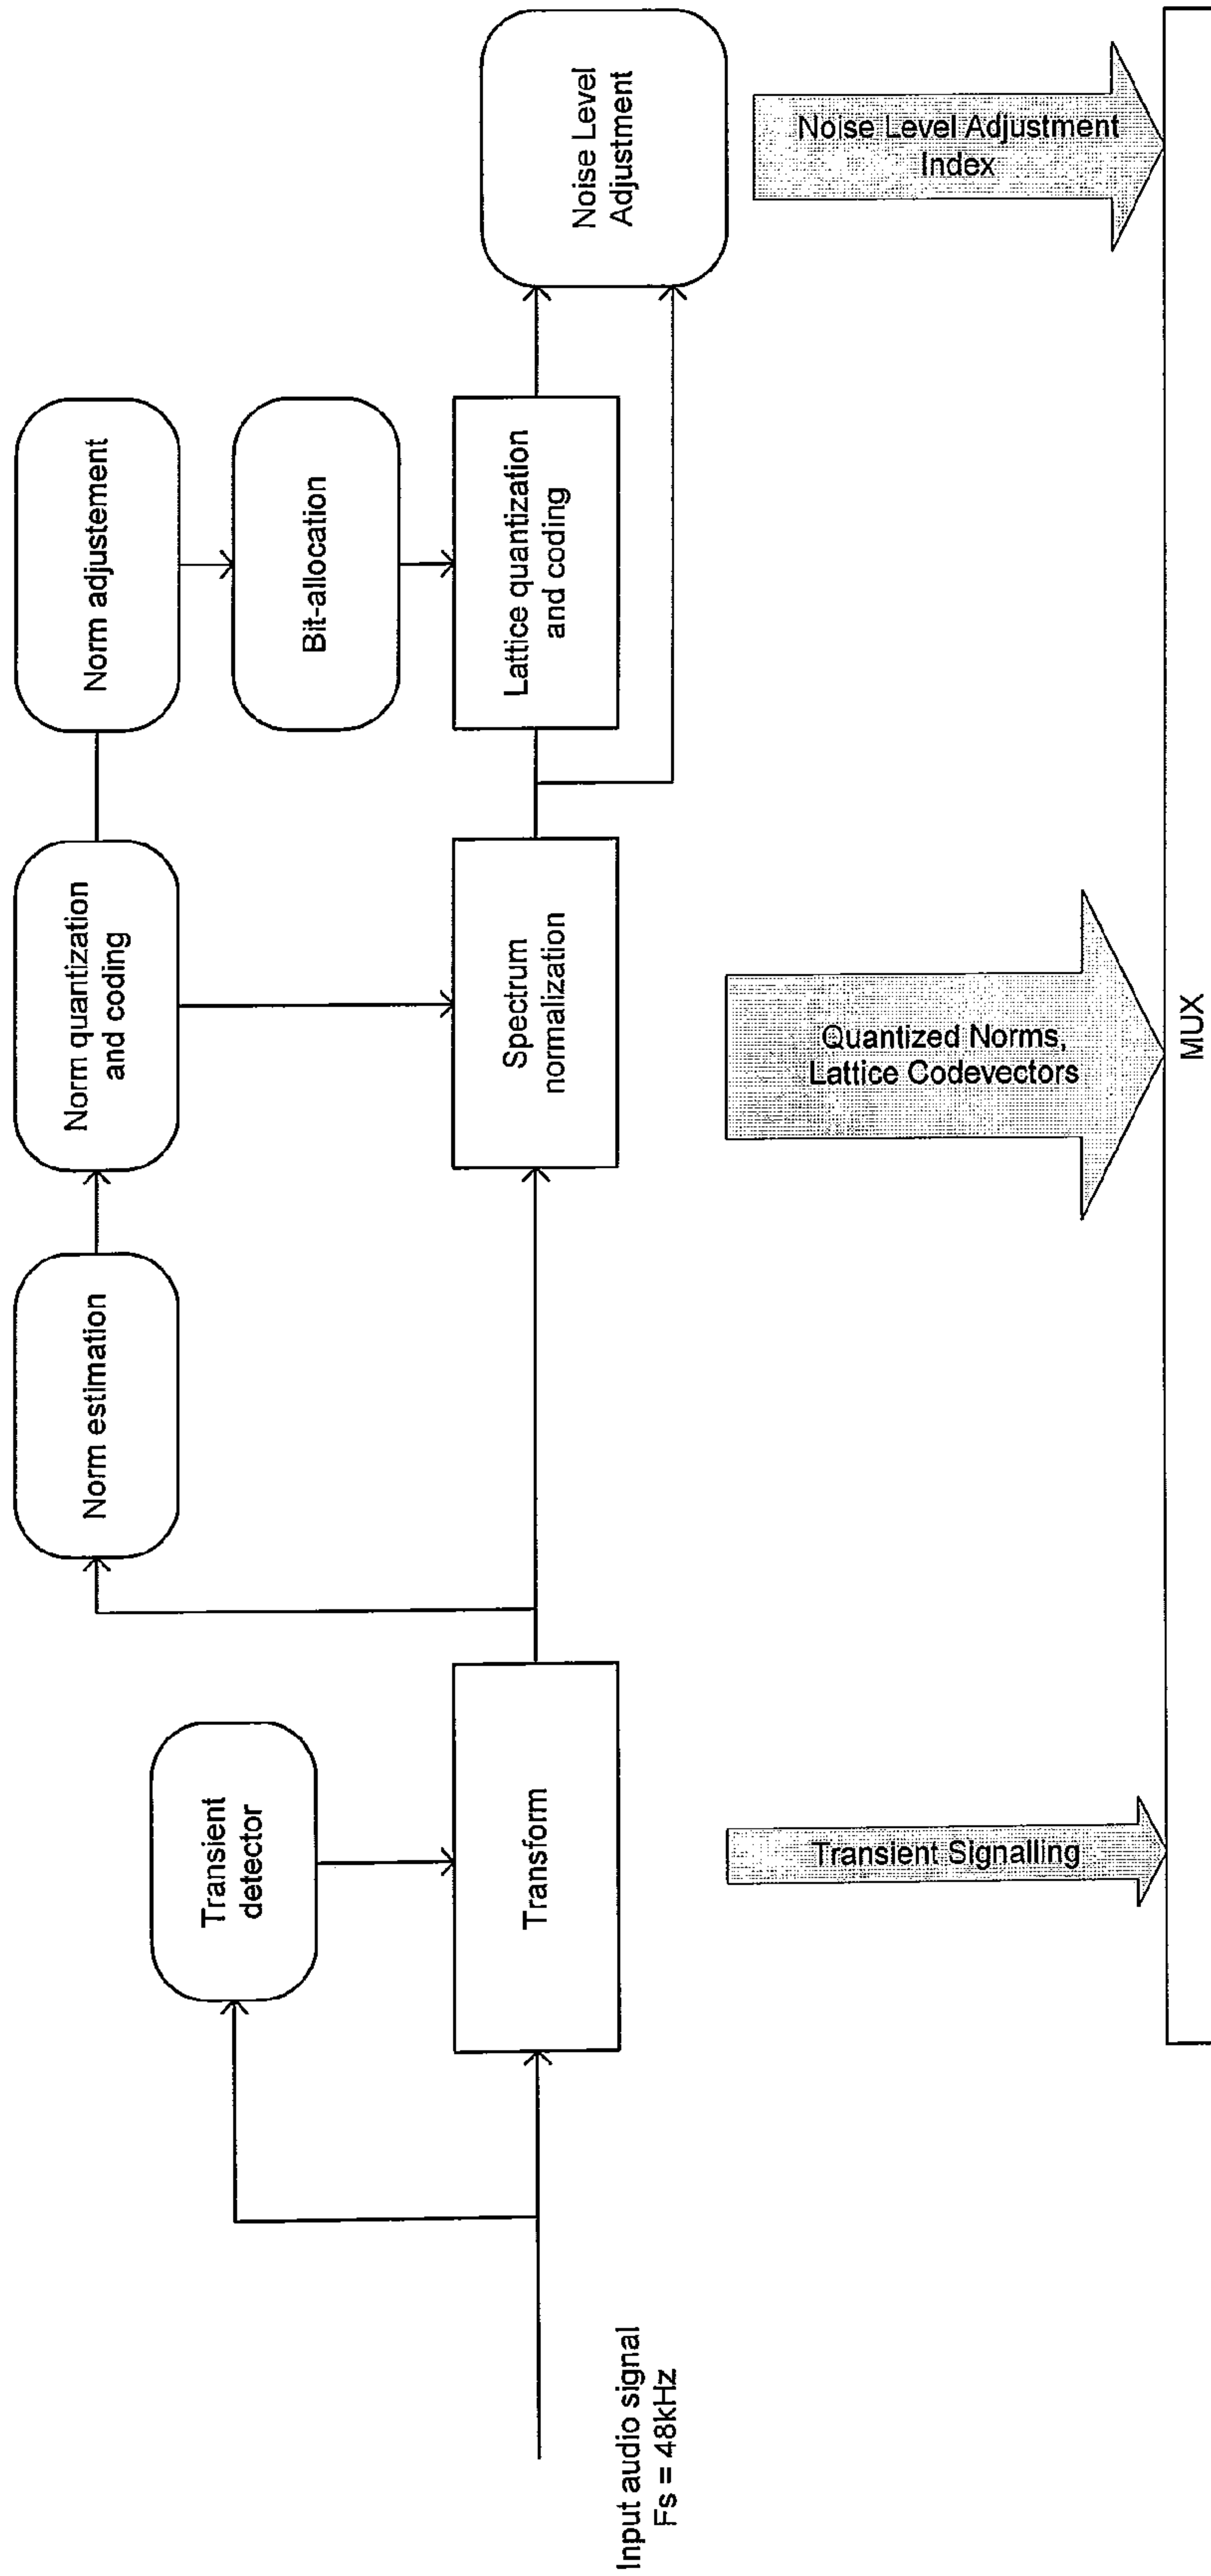 Input audio signal
Fs = 48kHz
Transient
detector
Transform
Norm estimation
Norm quantization
and coding
Spectrum
normalization
Norm adjustement
Bit-allocation
Lattice quantization
and coding
Noise Level
Adjustment
Transient Signalling
Quantized Norms,
Lattice Codevectors
Noise Level Adjustment
Index
MUX